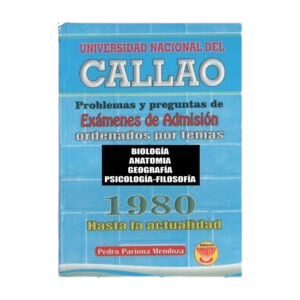 UNIVERSIDAD NACIONAL DEL
CALLAO
Problemas y preguntas de
Exámenes de Admisión
ordenados por temas
BIOLOGÍA
ANATOMIA
GEOGRAFÍA
PSICOLOGÍA-FILOSOFÍA
1980
Hasta la actualidad
Pedro Pariona Mendoza